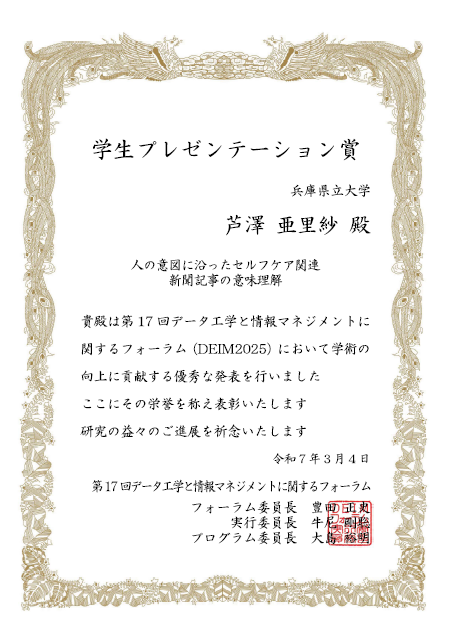 学生プレゼンテーション賞
兵庫県立大学
芦澤 亜里紗 殿
人の意図に沿ったセルフケア関連
新聞記事の意味理解
貴殿は第17回データ工学と情報マネジメントに
関するフォーラム (DEIM2025) において学術の
向上に貢献する優秀な発表を行いました
ここにその栄誉を称え表彰いたします
研究の益々のご進展を祈念いたします
令和7年3月4日
第17回データ工学と情報マネジメントに関するフォーラム
フォーラム委員長 豊田 正史
実行委員長 牛尼 剛聡
プログラム委員長 大島 裕明